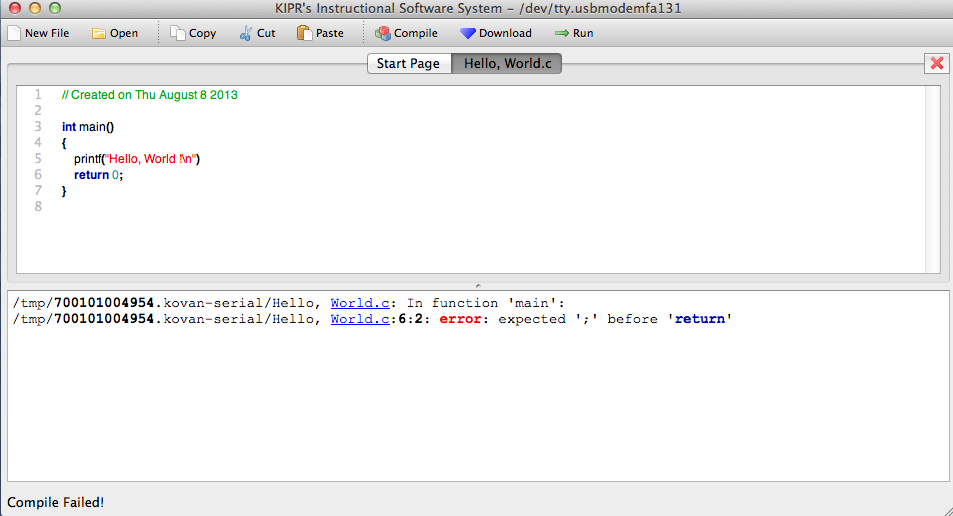 KIPR's Instructional Software System – /dev/tty.usbmodemfa131
New File Open Copy Cut Paste Compile Download Run
Start Page Hello, World.c
1 // Created on Thu August 8 2013
2
3 int main()
4 {
5 printf("Hello, World !\n")
6 return 0;
7 }
8
/tmp/700101004954.kovan-serial/Hello, World.c: In function 'main':
/tmp/700101004954.kovan-serial/Hello, World.c:6:2: error: expected ';' before 'return'
Compile Failed!